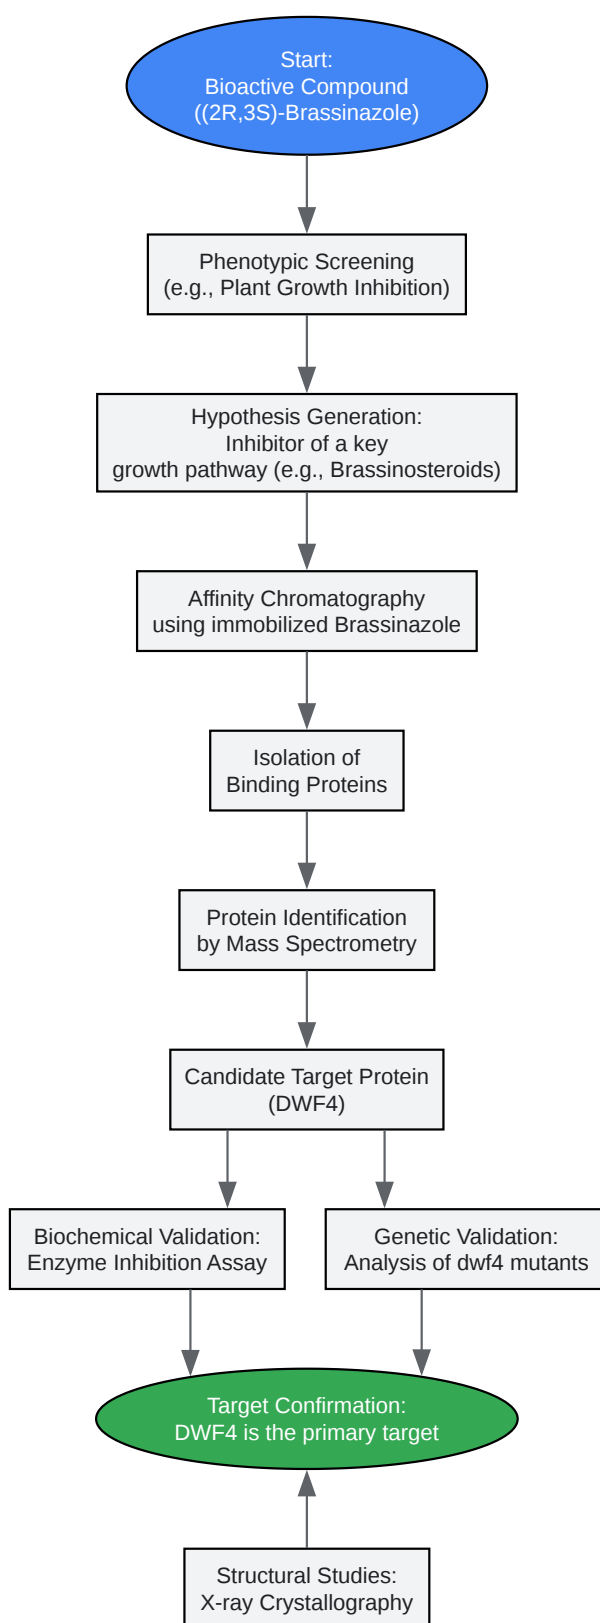 Start:
Bioactive Compound
((2R,3S)-Brassinazole)
Phenotypic Screening
(e.g., Plant Growth Inhibition)
Hypothesis Generation:
Inhibitor of a key
growth pathway (e.g., Brassinosteroids)
Affinity Chromatography
using immobilized Brassinazole
Isolation of
Binding Proteins
Protein Identification
by Mass Spectrometry
Candidate Target Protein
(DWF4)
Biochemical Validation:
Enzyme Inhibition Assay
Genetic Validation:
Analysis of dwf4 mutants
Target Confirmation:
DWF4 is the primary target
Structural Studies:
X-ray Crystallography